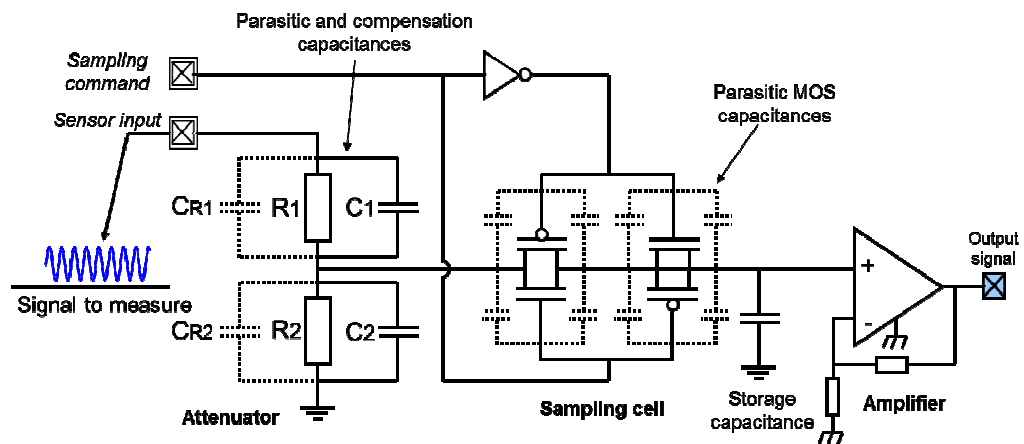 Parasitic and compensation
capacitances
Sampling
command
Sensor input
Parasitic MOS
capacitances
CR1
R1
C1
Signal to measure
CR2
R2
C2
+
-
Output
signal
Attenuator
Sampling cell
Storage
capacitance
Amplifier